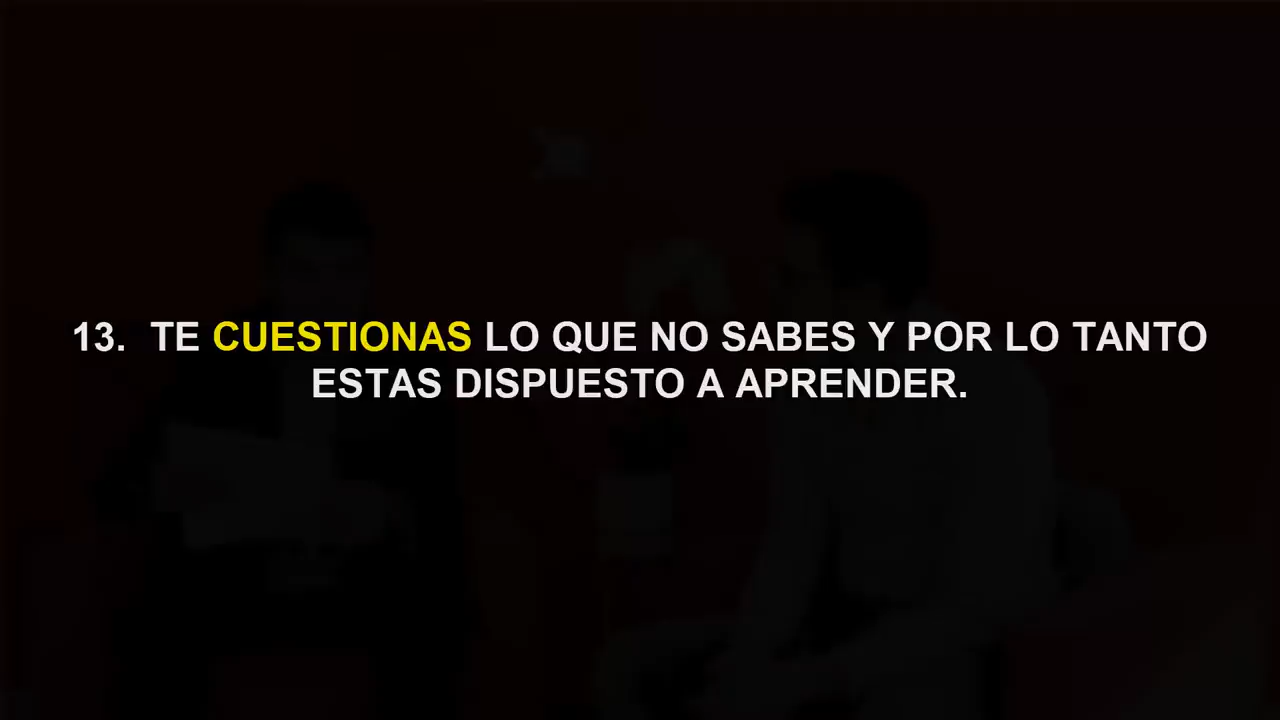 13. TE CUESTIONAS LO QUE NO SABES Y POR LO TANTO
ESTAS DISPUESTO A APRENDER.